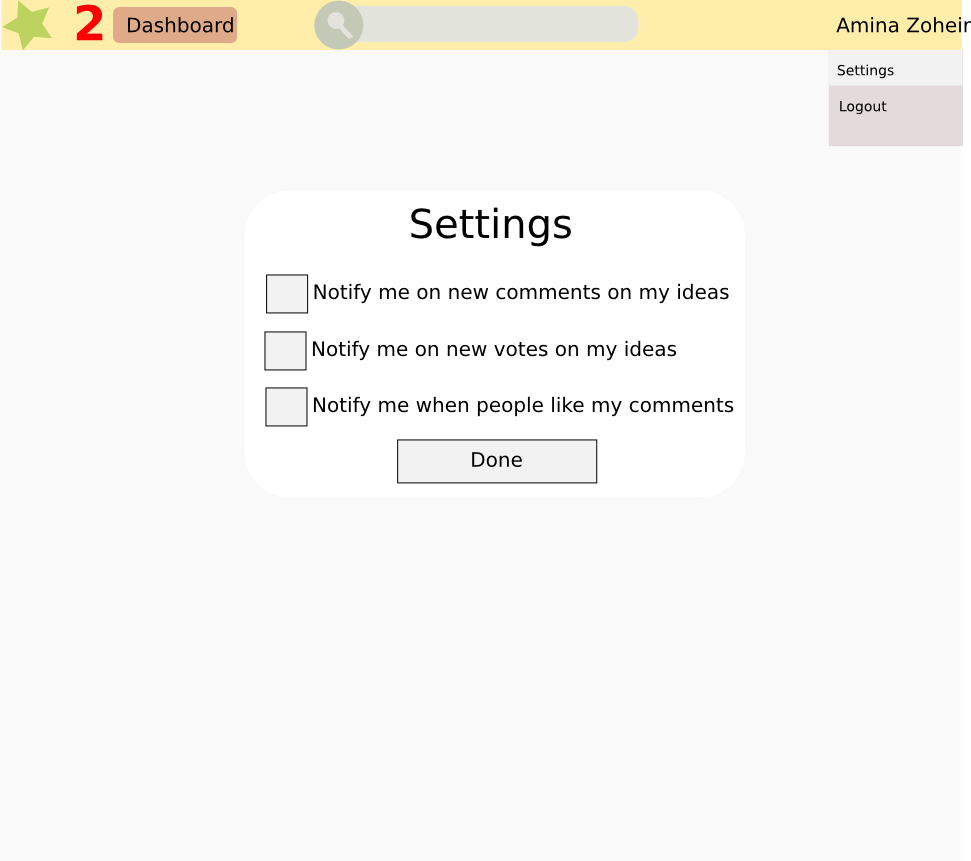 2 Dashboard Amina Zoheir
Settings
Logout
Settings
Notify me on new comments on my ideas
Notify me on new votes on my ideas
Notify me when people like my comments
Done